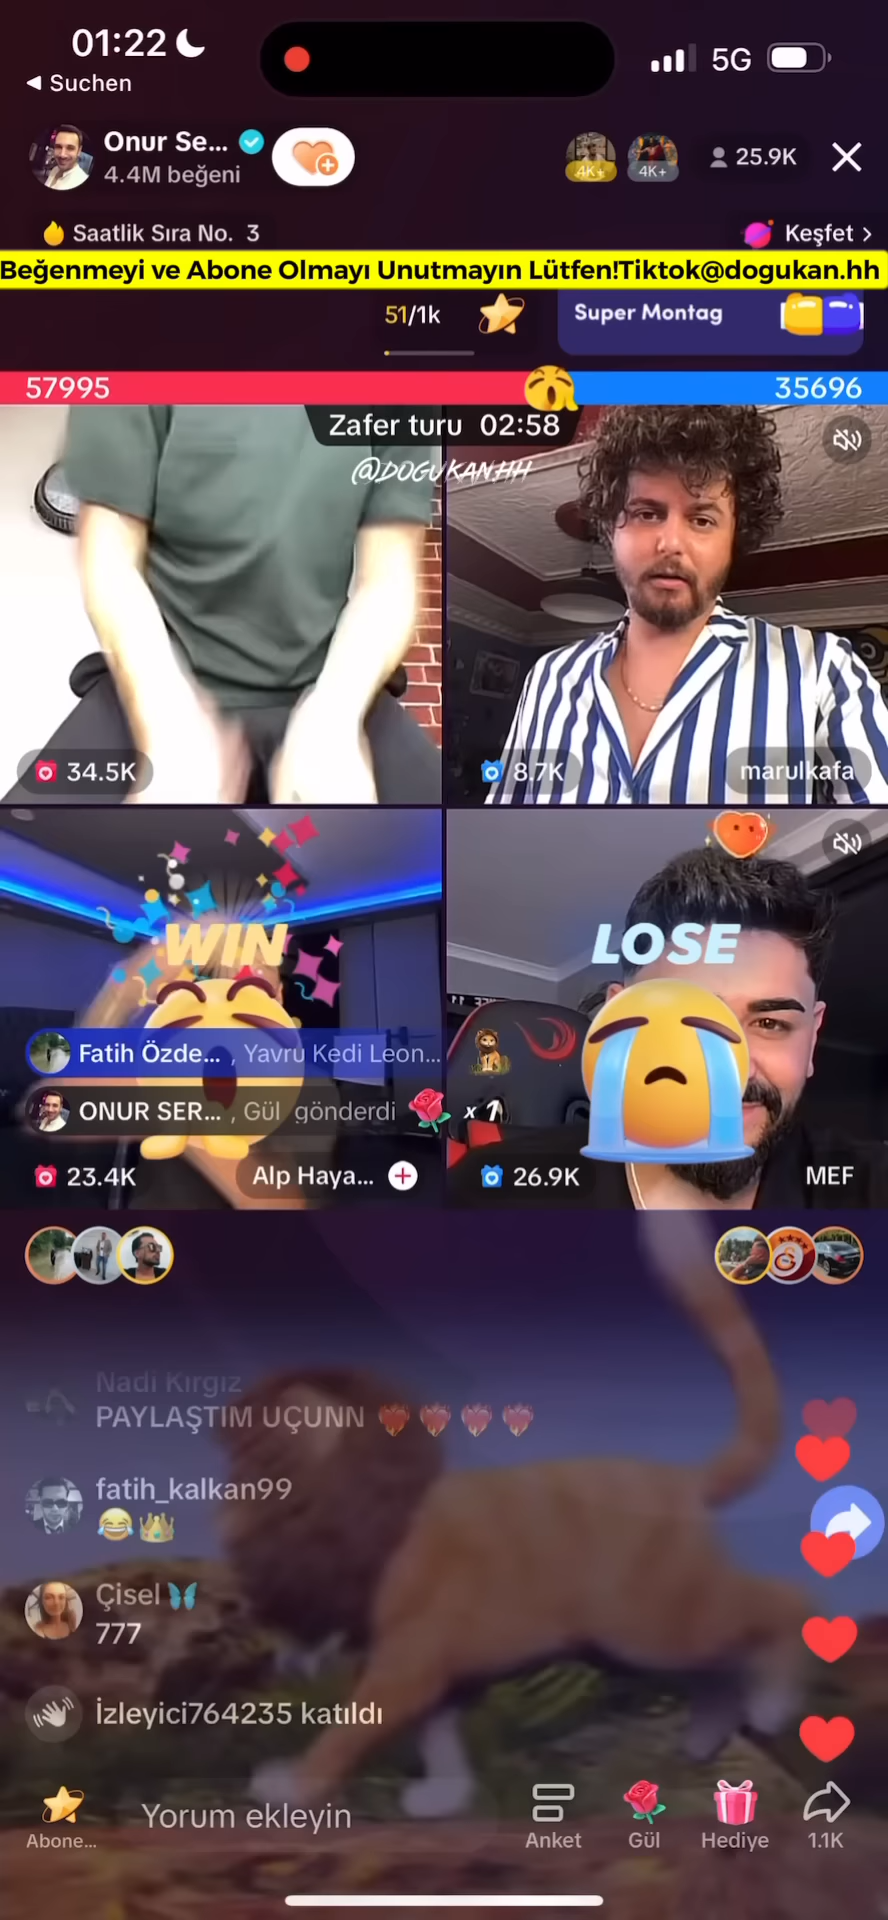 01:22
5G
Suchen
Onur Se...
4.4M beğeni
4K+
4K+
25.9K
Saatlik Sıra No. 3
Keşfet
Beğenmeyi ve Abone Olmayı Unutmayın Lütfen!Tiktok@dogukan.hh
51/1k
Super Montag
57995
35696
Zafer turu 02:58
@DOGUKAN.HH
34.5K
8.7K
marulkafa
WIN
LOSE
Fatih Özde... , Yavru Kedi Leon...
ONUR SER... , Gül gönderdi x 1
23.4K
Alp Haya...
26.9K
MEF
Nadi Kırgız
PAYLAŞTIM UÇUNN
fatih_kalkan99
😂👑
Çisel🦋
777
İzleyici764235 katıldı
Abone...
Yorum ekleyin
Anket
Gül
Hediye
1.1K